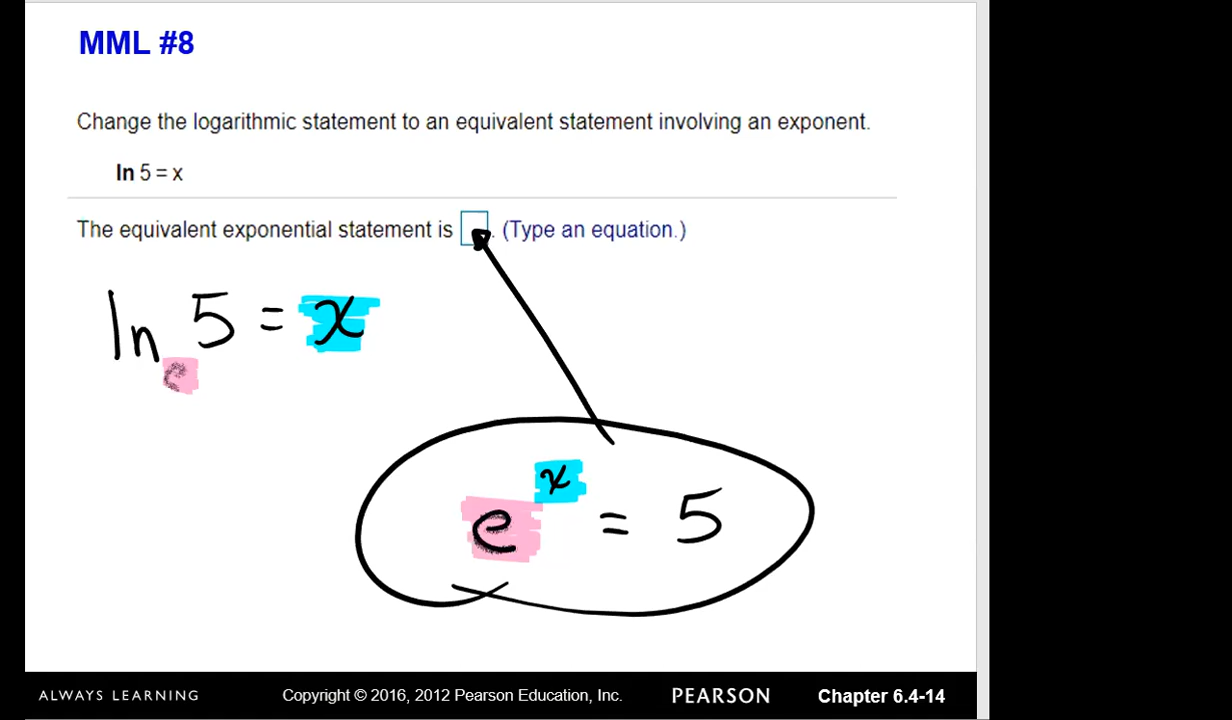 MML #8
Change the logarithmic statement to an equivalent statement involving an exponent.
ln 5 = x
The equivalent exponential statement is . (Type an equation.)
lnₑ 5 = x
eˣ = 5
ALWAYS LEARNING Copyright © 2016, 2012 Pearson Education, Inc. PEARSON Chapter 6.4-14